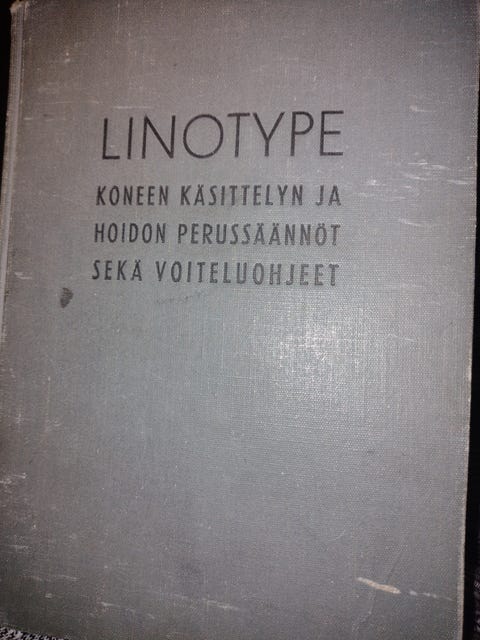 LINOTYPE
KONEEN KÄSITTELYN JA
HOIDON PERUSSÄÄNNÖT
SEKÄ VOITELUOHJEET